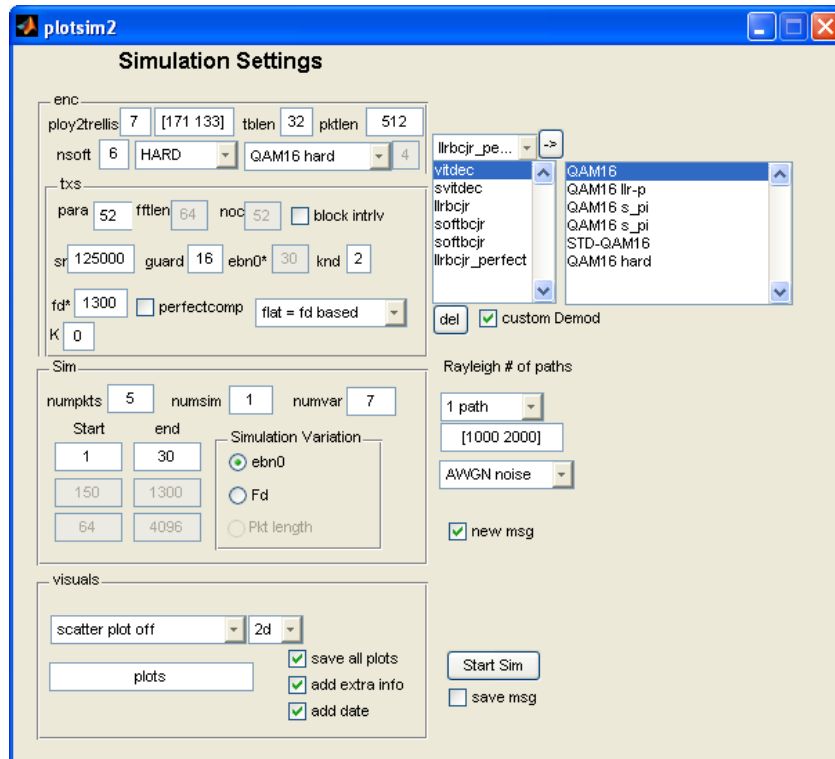 plotsim2
Simulation Settings
enc
ploy2trellis 7 [171 133] tblen 32 pktlen 512
nsoft 6 HARD QAM16 hard 4
llrbcjr_pe... ->
vitdec
svitdec
llrbcjr
softbcjr
softbcjr
llrbcjr_perfect
QAM16
QAM16 llr-p
QAM16 s_pi
QAM16 s_pi
STD-QAM16
QAM16 hard
del custom Demod
txs
para 52 fftlen 64 noc 52 block intrlv
sr 125000 guard 16 ebn0* 30 knd 2
fd* 1300 perfectcomp flat = fd based
K 0
Sim
numpkts 5 numsim 1 numvar 7
Start end
1 30
150 1300
64 4096
Simulation Variation
ebn0
Fd
Pkt length
Rayleigh # of paths
1 path
[1000 2000]
AWGN noise
new msg
visuals
scatter plot off 2d
plots
save all plots
add extra info
add date
Start Sim
save msg